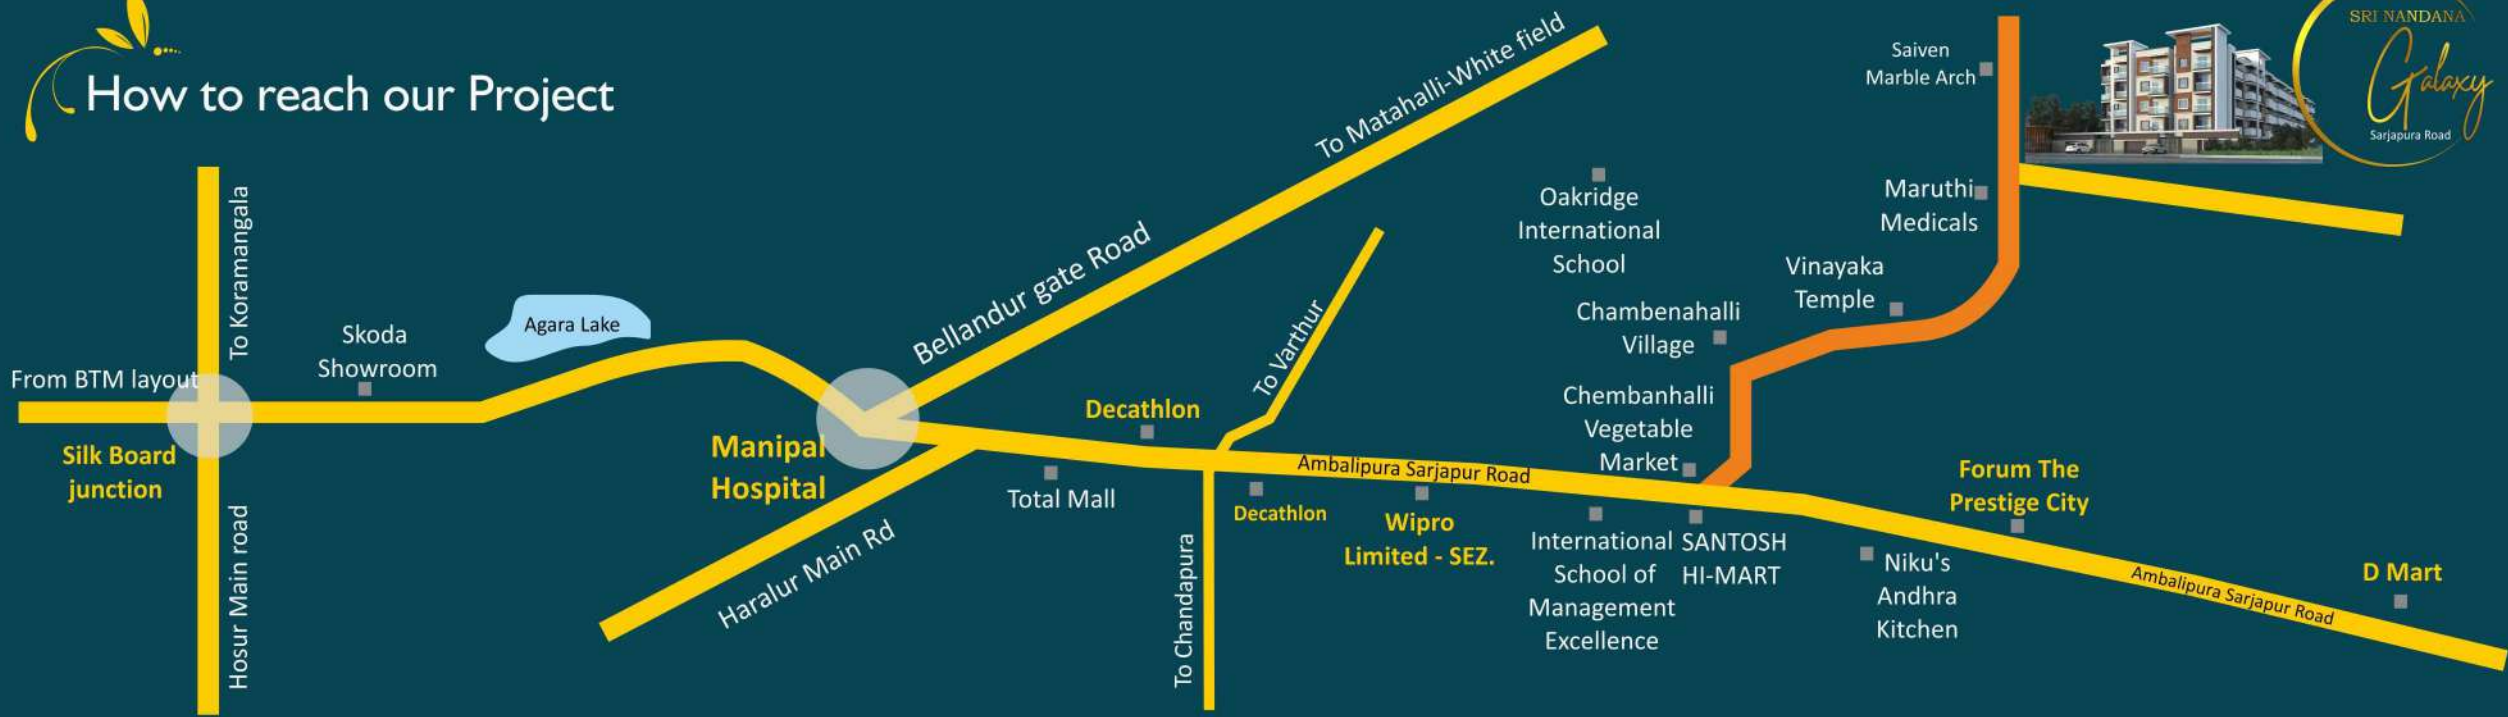 How to reach our Project
SRI NANDANA
Galaxy
Sarjapura Road
Saiven
Marble Arch
To Matahalli-White field
Bellandur gate Road
To Koramangala
From BTM layout
Silk Board
junction
Hosur Main road
Skoda
Showroom
Agara Lake
Manipal
Hospital
Haralur Main Rd
Total Mall
Decathlon
To Varthur
To Chandapura
Decathlon
Ambalipura Sarjapur Road
Wipro
Limited - SEZ.
Oakridge
International
School
Chambenahalli
Village
Chembanhalli
Vegetable
Market
International
School of
Management
Excellence
SANTOSH
HI-MART
Vinayaka
Temple
Maruthi
Medicals
Niku's
Andhra
Kitchen
Forum The
Prestige City
Ambalipura Sarjapur Road
D Mart